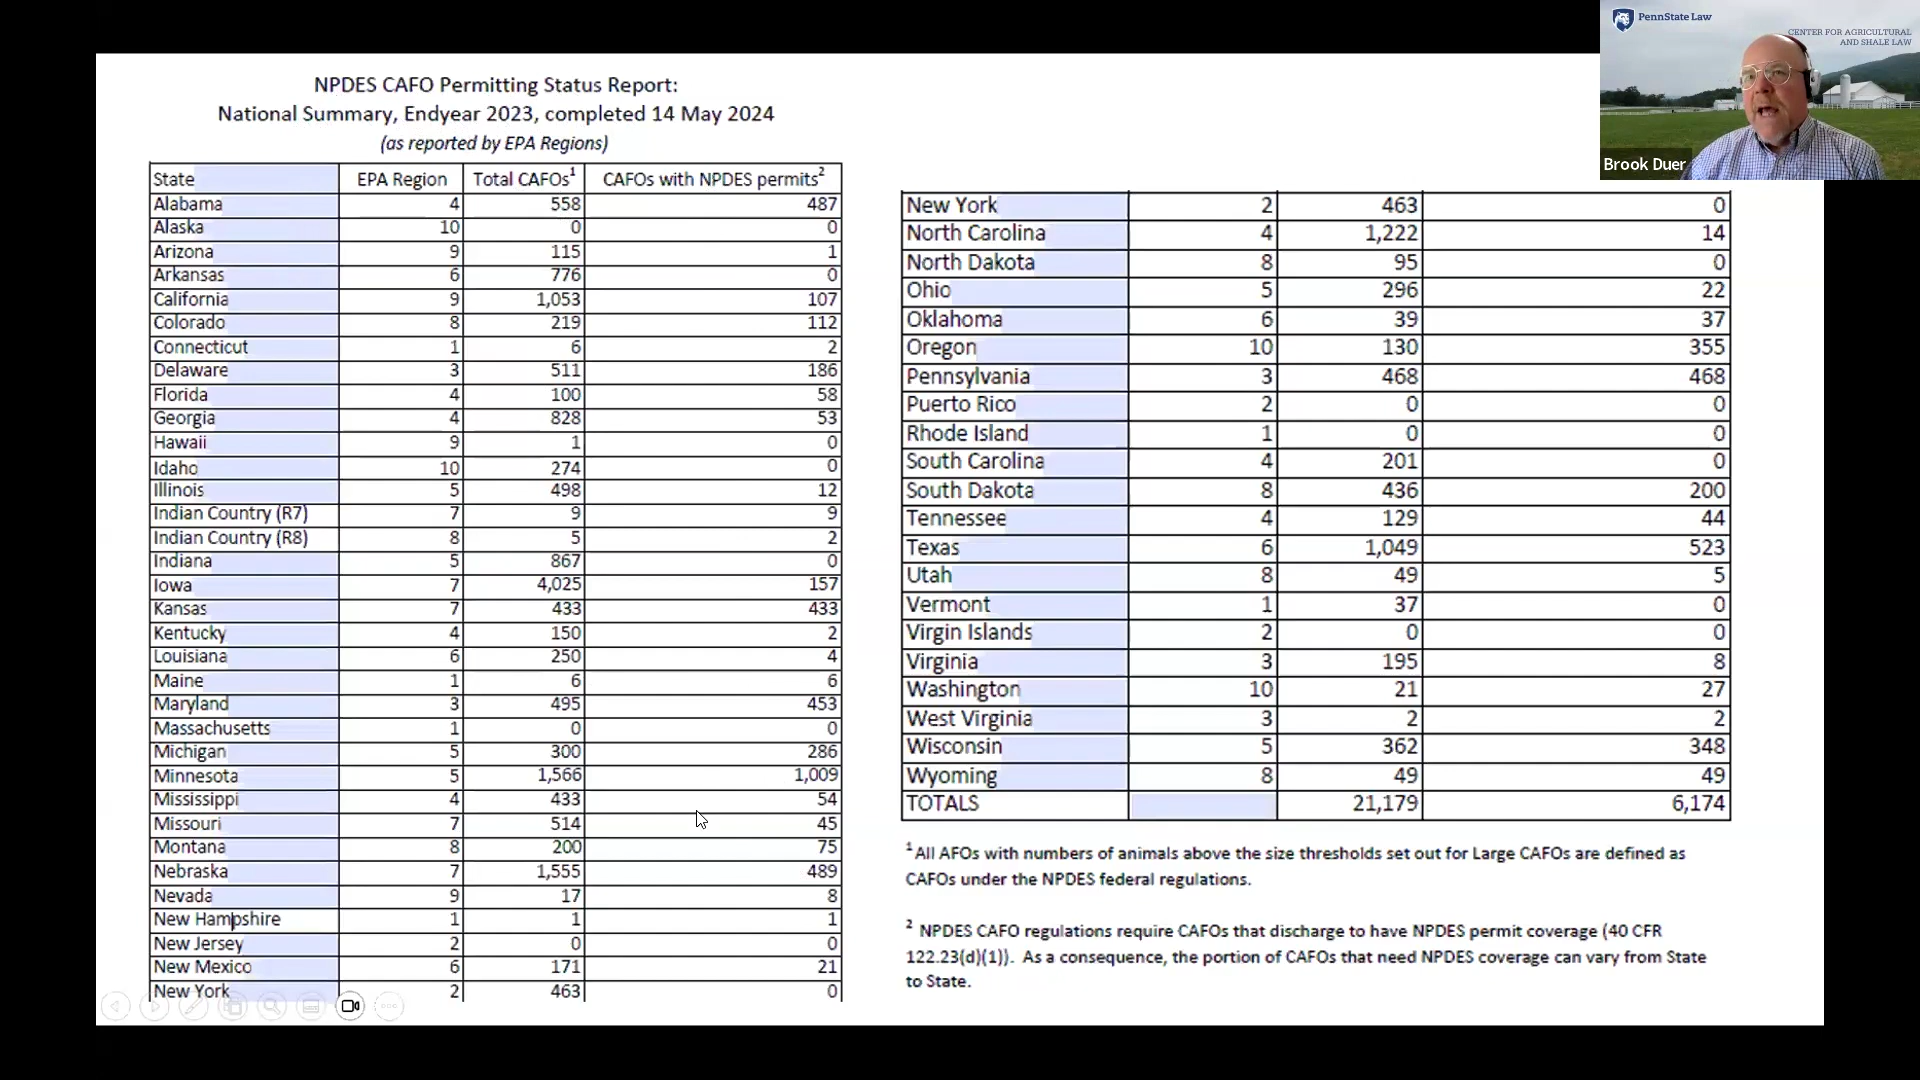 NPDES CAFO Permitting Status Report:
National Summary, Endyear 2023, completed 14 May 2024
(as reported by EPA Regions)
State EPA Region Total CAFOs1 CAFOs with NPDES permits2
Alabama 4 558 487
Alaska 10 0 0
Arizona 9 115 1
Arkansas 6 776 0
California 9 1,053 107
Colorado 8 219 112
Connecticut 1 6 2
Delaware 3 511 186
Florida 4 100 58
Georgia 4 828 53
Hawaii 9 1 0
Idaho 10 274 0
Illinois 5 498 12
Indian Country (R7) 7 9 9
Indian Country (R8) 8 5 2
Indiana 5 867 0
Iowa 7 4,025 157
Kansas 7 433 433
Kentucky 4 150 2
Louisiana 6 250 4
Maine 1 6 6
Maryland 3 495 453
Massachusetts 1 0 0
Michigan 5 300 286
Minnesota 5 1,566 1,009
Mississippi 4 433 54
Missouri 7 514 45
Montana 8 200 75
Nebraska 7 1,555 489
Nevada 9 17 8
New Hampshire 1 1 1
New Jersey 2 0 0
New Mexico 6 171 21
New York 2 463 0
New York 2 463 0
North Carolina 4 1,222 14
North Dakota 8 95 0
Ohio 5 296 22
Oklahoma 6 39 37
Oregon 10 130 355
Pennsylvania 3 468 468
Puerto Rico 2 0 0
Rhode Island 1 0 0
South Carolina 4 201 0
South Dakota 8 436 200
Tennessee 4 129 44
Texas 6 1,049 523
Utah 8 49 5
Vermont 1 37 0
Virgin Islands 2 0 0
Virginia 3 195 8
Washington 10 21 27
West Virginia 3 2 2
Wisconsin 5 362 348
Wyoming 8 49 49
TOTALS 21,179 6,174
1 All AFOs with numbers of animals above the size thresholds set out for Large CAFOs are defined as
CAFOs under the NPDES federal regulations.
2 NPDES CAFO regulations require CAFOs that discharge to have NPDES permit coverage (40 CFR
122.23(d)(1)). As a consequence, the portion of CAFOs that need NPDES coverage can vary from State
to State.
PennState Law
CENTER FOR AGRICULTURAL
AND SHALE LAW
Brook Duer